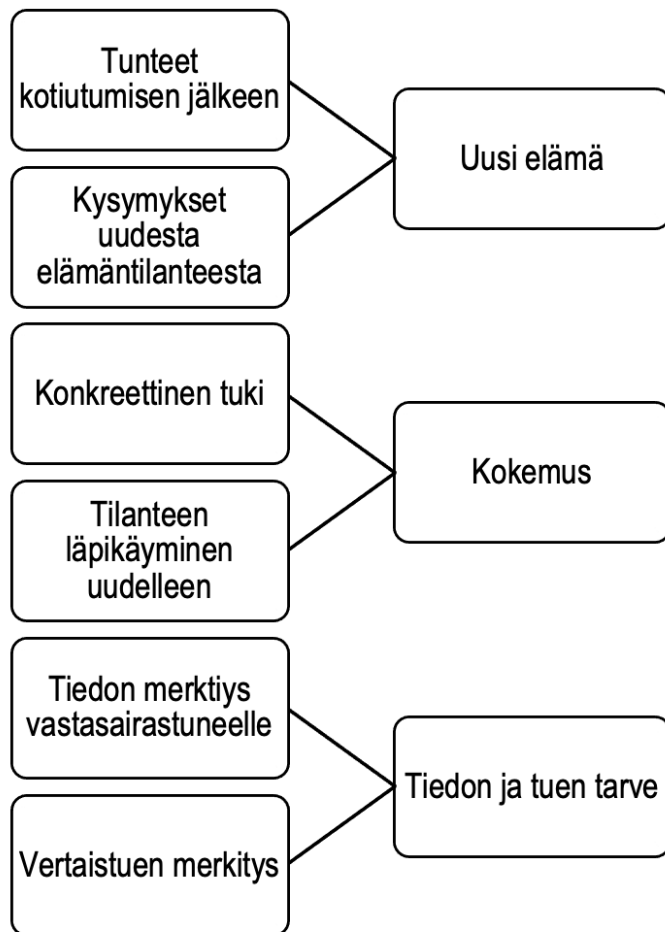 Tunteet
kotiutumisen jälkeen
Uusi elämä
Kysymykset
uudesta
elämäntilanteesta
Konkreettinen tuki
Kokemus
Tilanteen
läpikäyminen
uudelleen
Tiedon merktiys
vastasairastuneelle
Tiedon ja tuen tarve
Vertaistuen merkitys